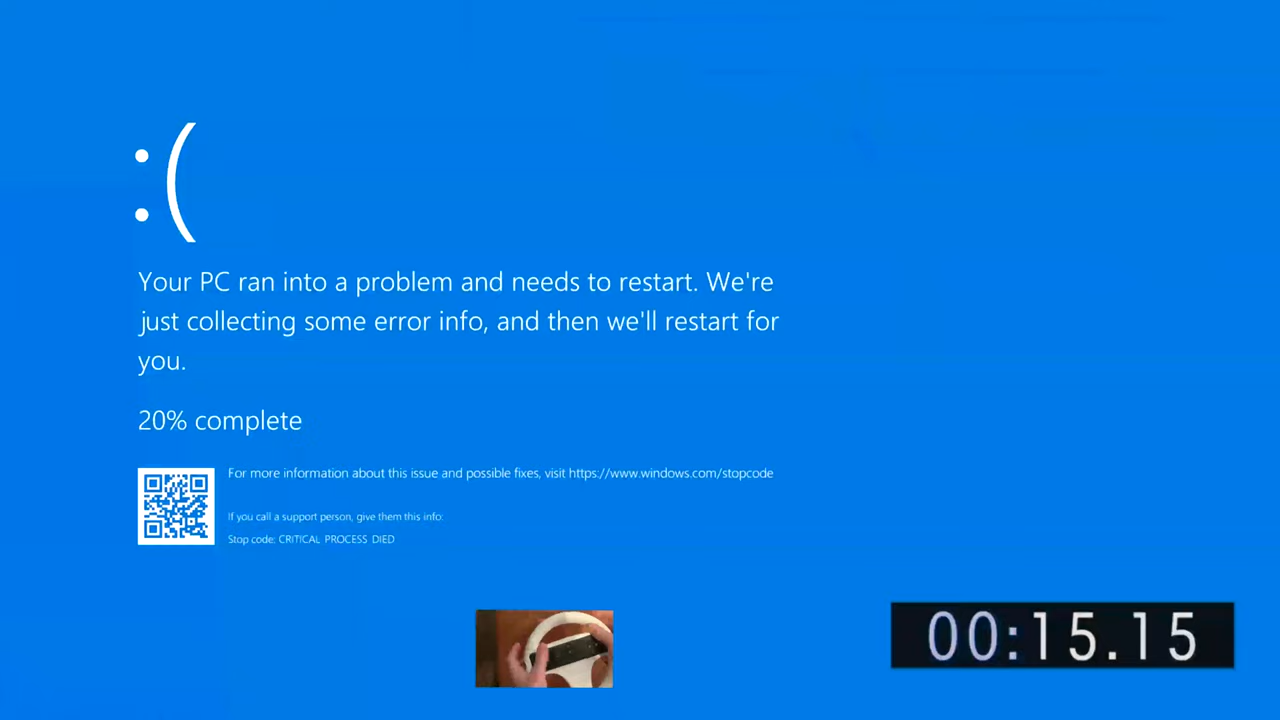 :(
Your PC ran into a problem and needs to restart. We're
just collecting some error info, and then we'll restart for
you.
20% complete
For more information about this issue and possible fixes, visit https://www.windows.com/stopcode
If you call a support person, give them this info:
Stop code: CRITICAL PROCESS DIED
00:15.15